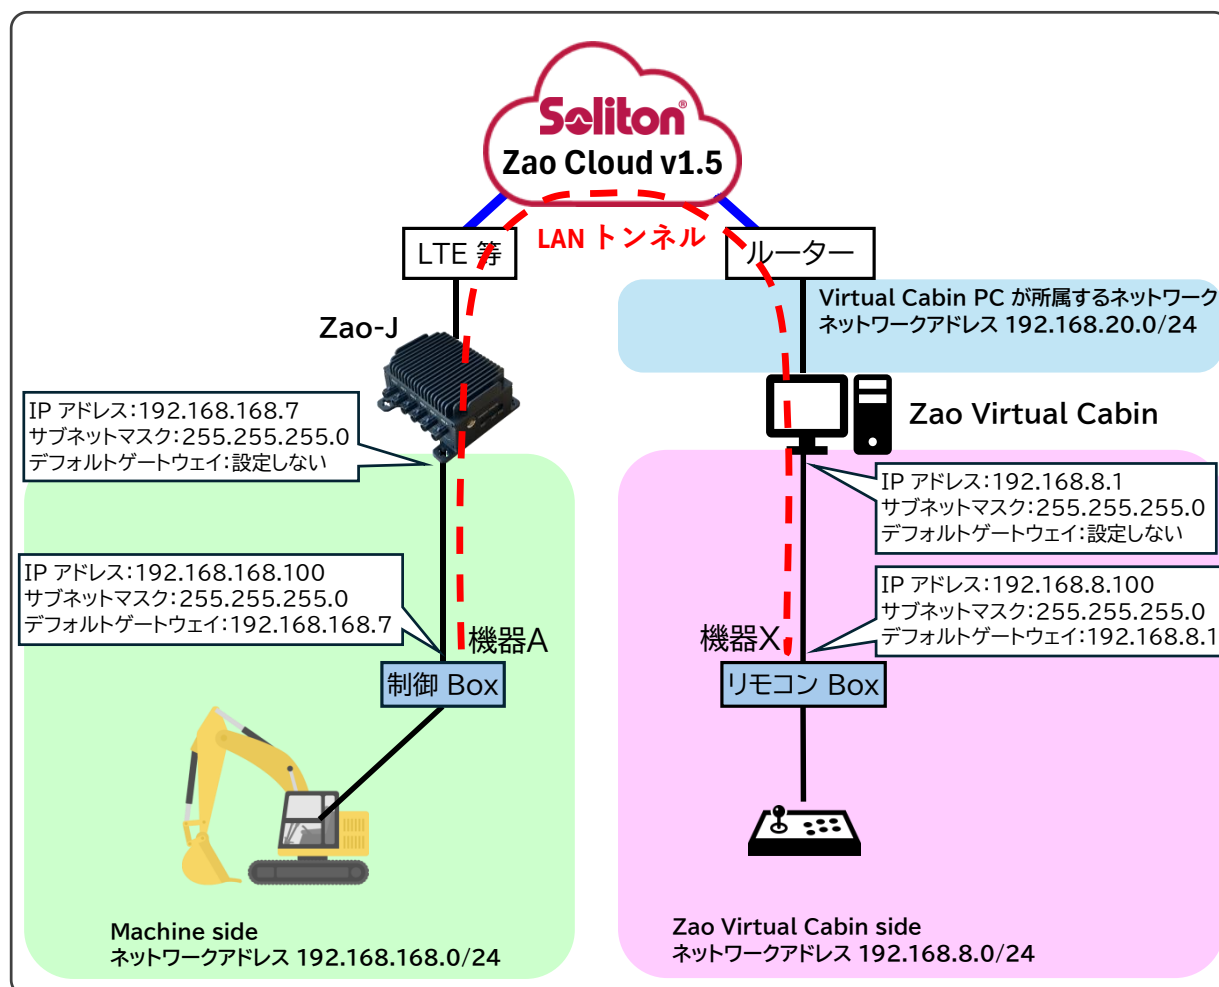 Soliton®
Zao Cloud v1.5
LAN トンネル
LTE 等
ルーター
Virtual Cabin PC が所属するネットワーク
ネットワークアドレス 192.168.20.0/24
Zao-J
Zao Virtual Cabin
IP アドレス:192.168.168.7
サブネットマスク:255.255.255.0
デフォルトゲートウェイ:設定しない
IP アドレス:192.168.8.1
サブネットマスク:255.255.255.0
デフォルトゲートウェイ:設定しない
IP アドレス:192.168.168.100
サブネットマスク:255.255.255.0
デフォルトゲートウェイ:192.168.168.7
IP アドレス:192.168.8.100
サブネットマスク:255.255.255.0
デフォルトゲートウェイ:192.168.8.1
機器A
機器X
制御 Box
リモコン Box
Machine side
ネットワークアドレス 192.168.168.0/24
Zao Virtual Cabin side
ネットワークアドレス 192.168.8.0/24